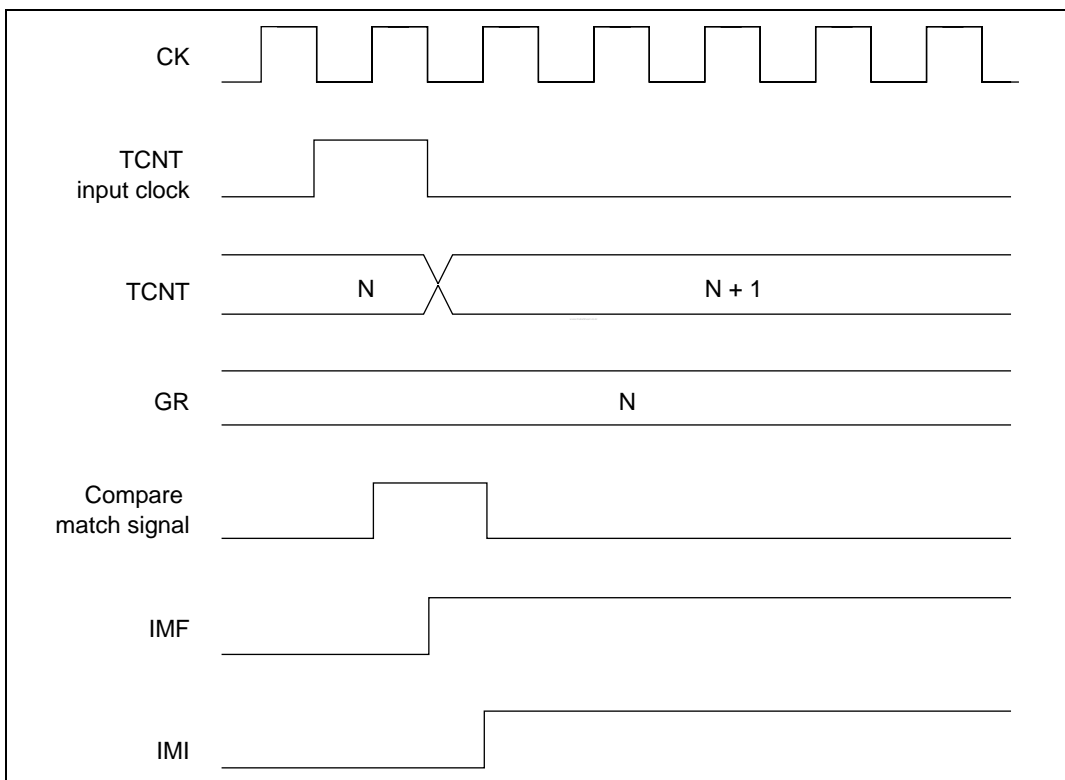 CK
TCNT
input clock
TCNT
N
N + 1
GR
N
Compare
match signal
IMF
IMI